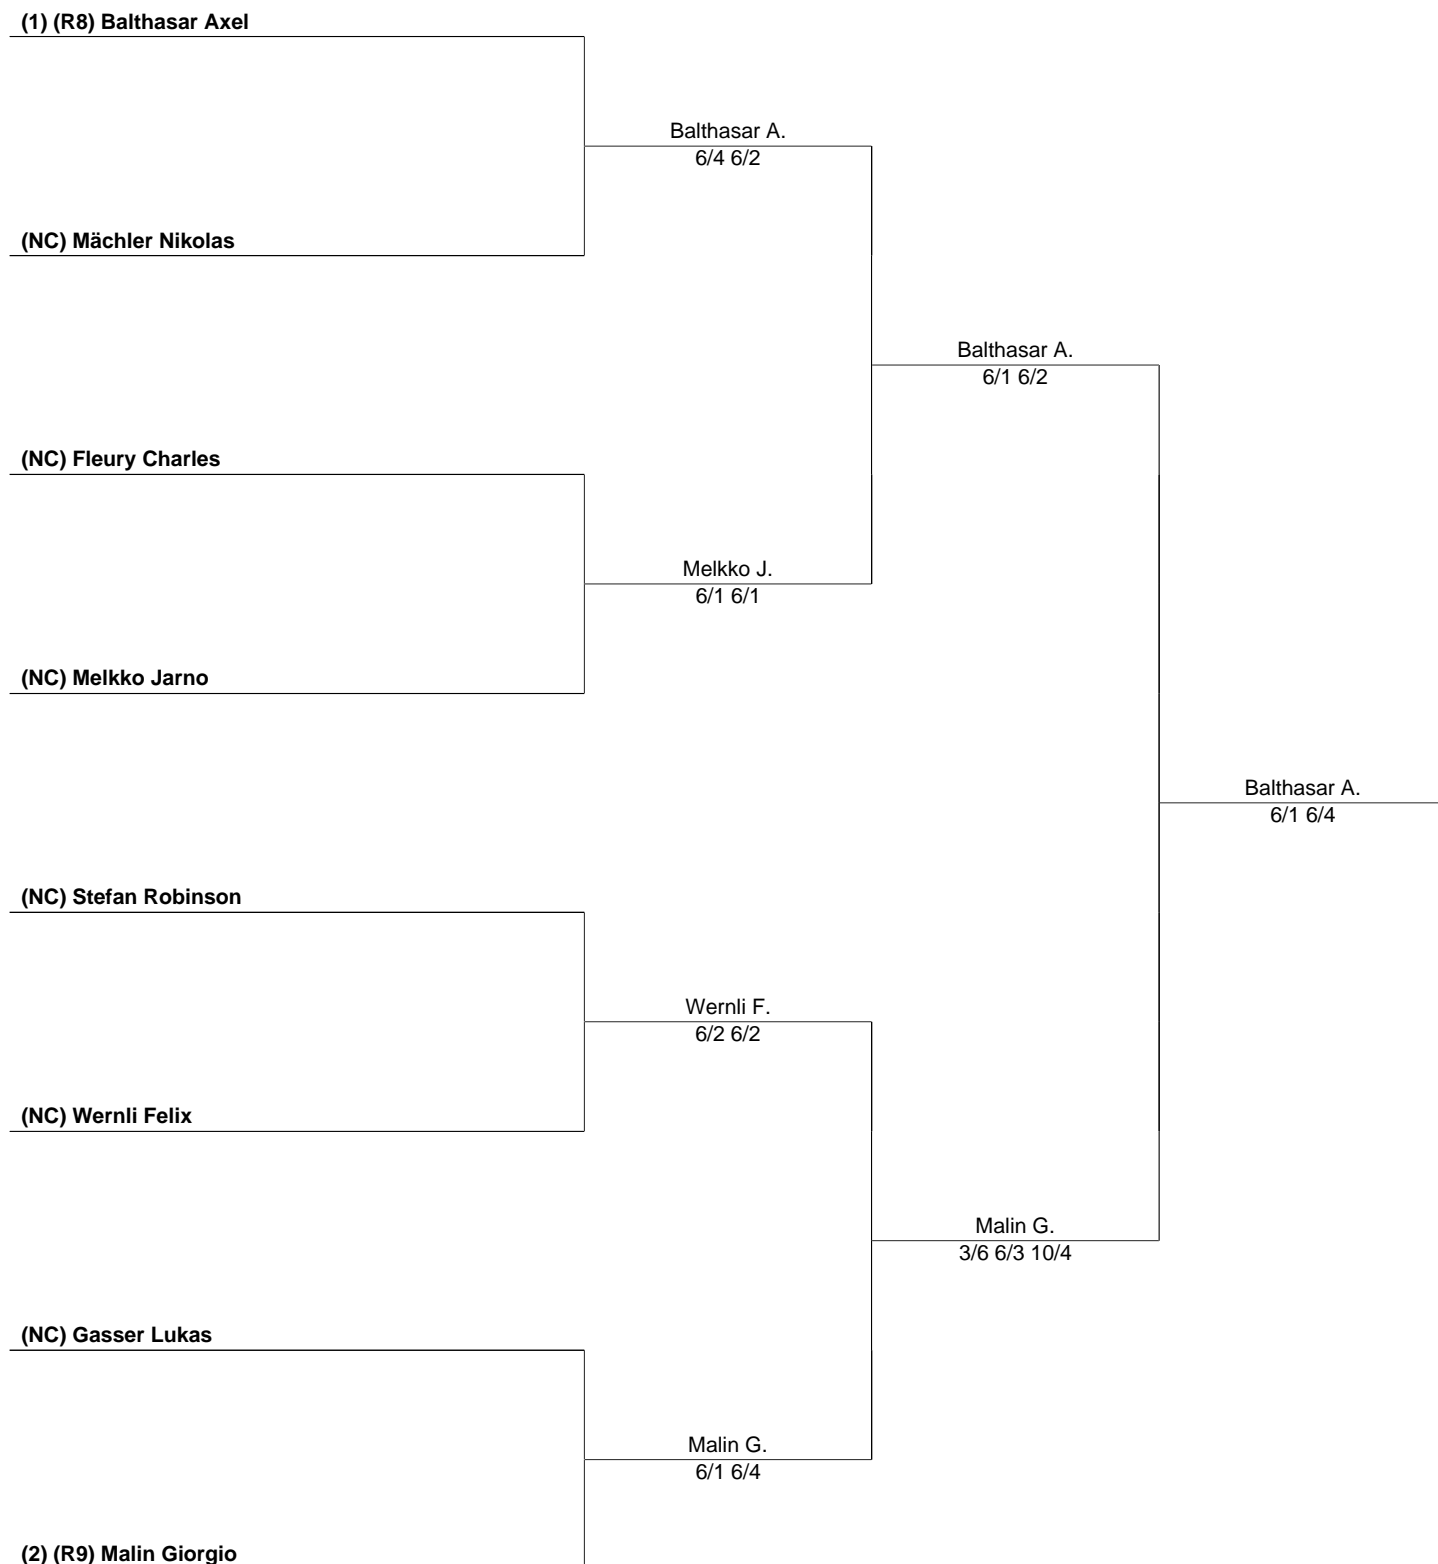 (1) (R8) Balthasar Axel
Balthasar A.
6/4 6/2
(NC) Mächler Nikolas
Balthasar A.
6/1 6/2
(NC) Fleury Charles
Melkko J.
6/1 6/1
(NC) Melkko Jarno
Balthasar A.
6/1 6/4
(NC) Stefan Robinson
Wernli F.
6/2 6/2
(NC) Wernli Felix
Malin G.
3/6 6/3 10/4
(NC) Gasser Lukas
Malin G.
6/1 6/4
(2) (R9) Malin Giorgio